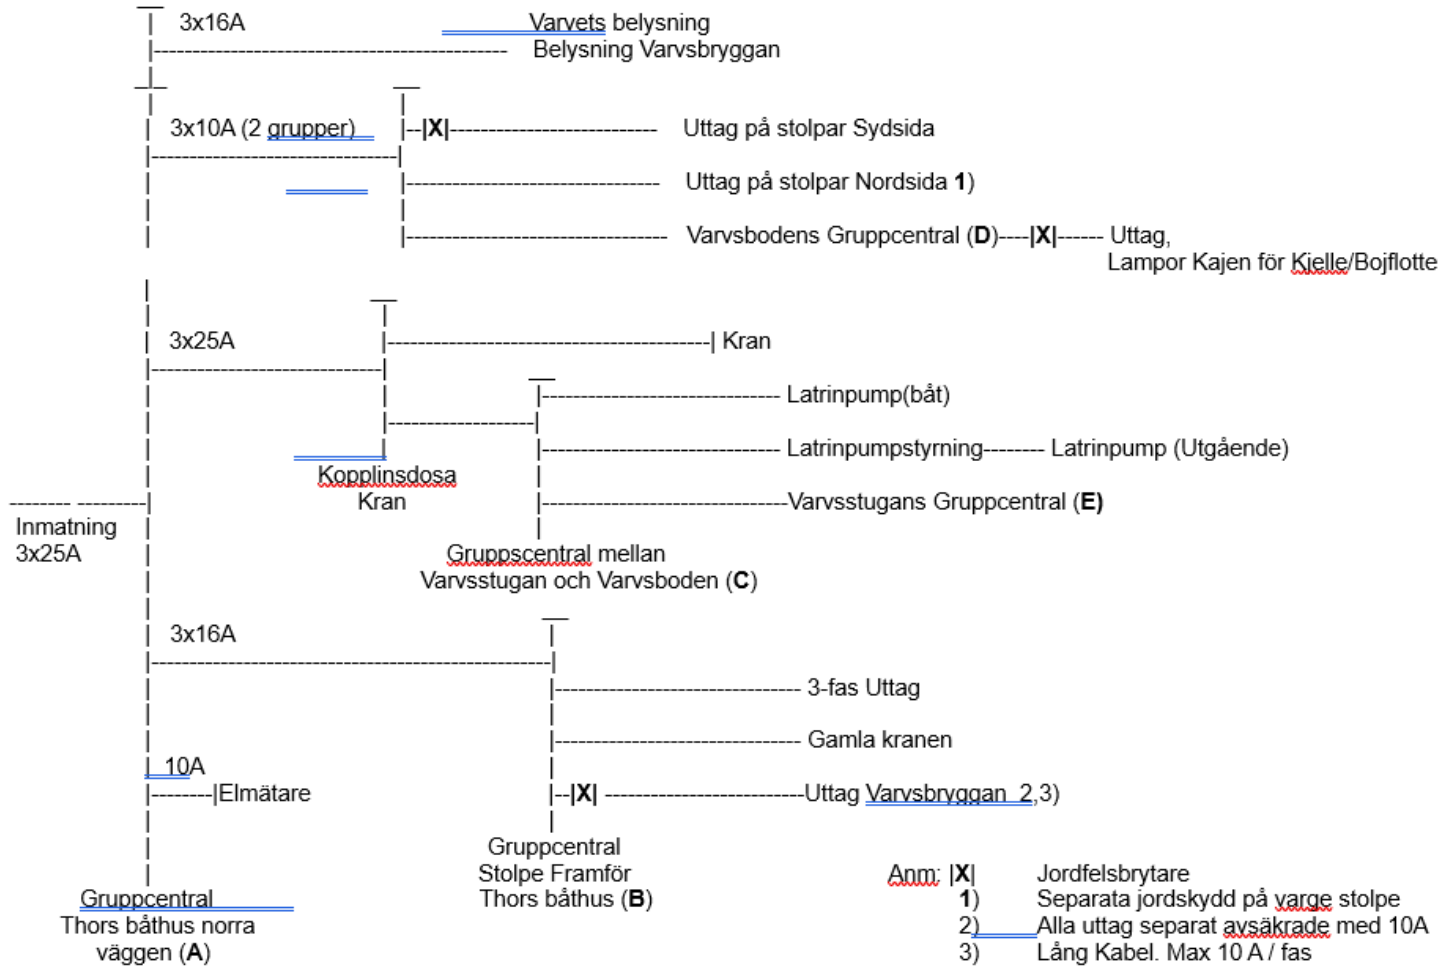 3x16A Varvets belysning
Belysning Varvsbryggan
3x10A (2 grupper) |X| Uttag på stolpar Sydsida
Uttag på stolpar Nordsida 1)
Varvsbodens Gruppcentral (D)----|X|------ Uttag,
Lampor Kajen för Kjelle/Bojflotte
3x25A Kran
Latrinpump(båt)
Latrinpumpstyrning-------- Latrinpump (Utgående)
Kopplinsdosa
Kran
Varvsstugans Gruppcentral (E)
Inmatning
3x25A
Gruppscentral mellan
Varvsstugan och Varvsboden (C)
3x16A
3-fas Uttag
Gamla kranen
10A
Elmätare
|X| Uttag Varvsbryggan 2,3)
Gruppcentral
Stolpe Framför
Thors båthus (B)
Gruppcentral
Thors båthus norra
väggen (A)
Anm: |X| Jordfelsbrytare
1) Separata jordskydd på varge stolpe
2) Alla uttag separat avsäkrade med 10A
3) Lång Kabel. Max 10 A / fas